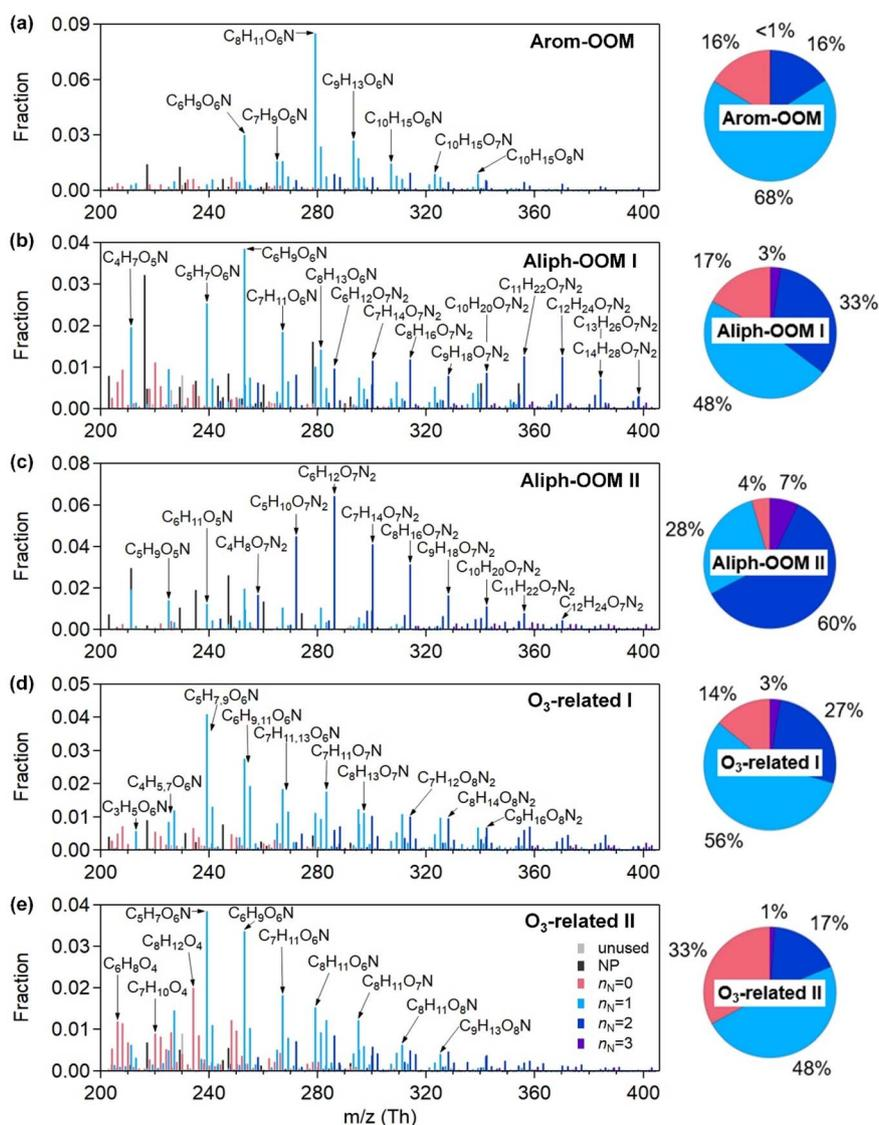 (a)
Fraction
0.09
0.06
0.03
0.00
C₈H₁₁O₆N
C₆H₉O₆N
C₇H₉O₆N
C₉H₁₃O₆N
C₁₀H₁₅O₆N
C₁₀H₁₅O₇N
C₁₀H₁₅O₈N
Arom-OOM
200 240 280 320 360 400
16% <1% 16%
Arom-OOM
68%
(b)
Fraction
0.04
0.03
0.02
0.01
0.00
C₄H₇O₅N
C₅H₇O₆N
C₆H₉O₆N
C₇H₁₁O₆N
C₈H₁₃O₆N
C₆H₁₂O₇N₂
C₇H₁₄O₇N₂
C₈H₁₆O₇N₂
C₉H₁₈O₇N₂
C₁₀H₂₀O₇N₂
C₁₁H₂₂O₇N₂
C₁₂H₂₄O₇N₂
C₁₃H₂₆O₇N₂
C₁₄H₂₈O₇N₂
Aliph-OOM I
200 240 280 320 360 400
17% 3% 33%
Aliph-OOM I
48%
(c)
Fraction
0.08
0.06
0.04
0.02
0.00
C₅H₉O₅N
C₆H₁₁O₅N
C₄H₈O₇N₂
C₅H₁₀O₇N₂
C₆H₁₂O₇N₂
C₇H₁₄O₇N₂
C₈H₁₆O₇N₂
C₉H₁₈O₇N₂
C₁₀H₂₀O₇N₂
C₁₁H₂₂O₇N₂
C₁₂H₂₄O₇N₂
Aliph-OOM II
200 240 280 320 360 400
4% 7%
28%
Aliph-OOM II
60%
(d)
Fraction
0.05
0.04
0.03
0.02
0.01
0.00
C₃H₅O₆N
C₄H₅,₇O₆N
C₅H₇,₉O₆N
C₆H₉,₁₁O₆N
C₇H₁₁,₁₃O₆N
C₇H₁₁O₇N
C₈H₁₃O₇N
C₇H₁₂O₈N₂
C₈H₁₄O₈N₂
C₉H₁₆O₈N₂
O₃-related I
200 240 280 320 360 400
14% 3% 27%
O₃-related I
56%
(e)
Fraction
0.04
0.03
0.02
0.01
0.00
C₅H₇O₆N
C₈H₁₂O₄
C₆H₈O₄
C₇H₁₀O₄
C₆H₉O₆N
C₇H₁₁O₆N
C₈H₁₁O₆N
C₈H₁₁O₇N
C₈H₁₁O₈N
C₉H₁₃O₈N
O₃-related II
unused
NP
nN=0
nN=1
nN=2
nN=3
200 240 280 320 360 400
m/z (Th)
1% 17%
33%
O₃-related II
48%